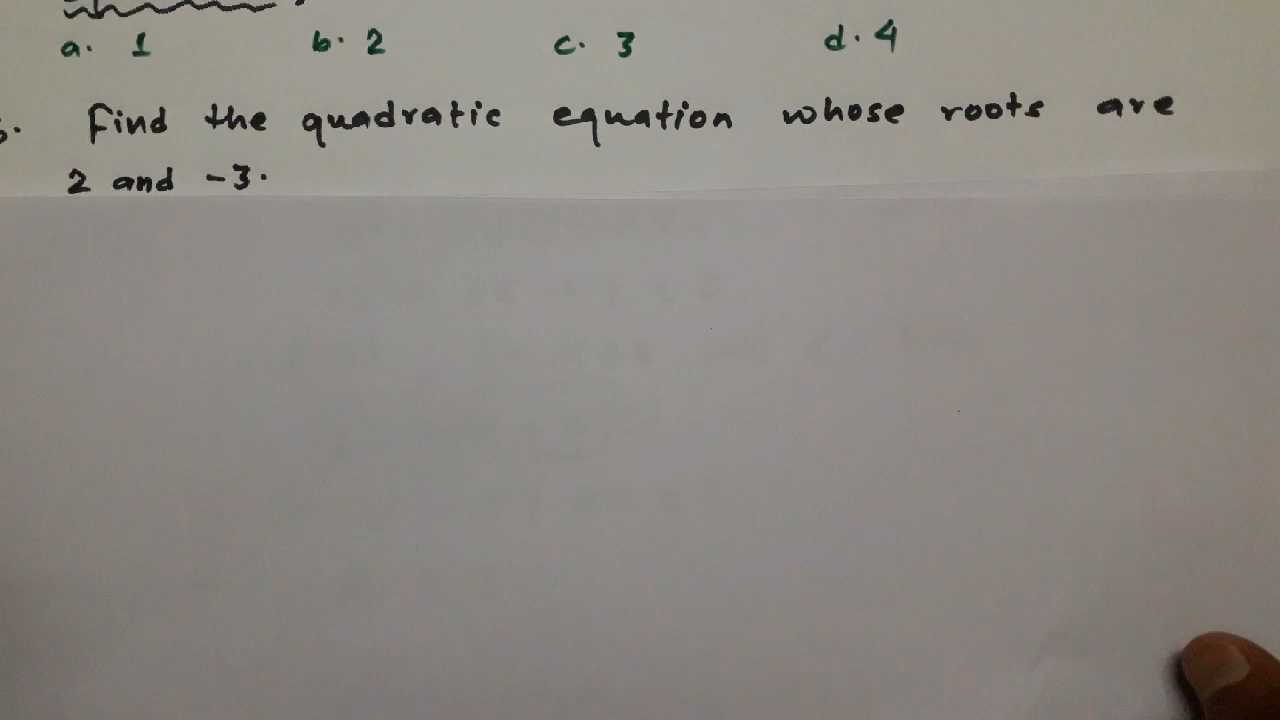 a. 1 b. 2 c. 3 d. 4
Find the quadratic equation whose roots are
2 and -3.